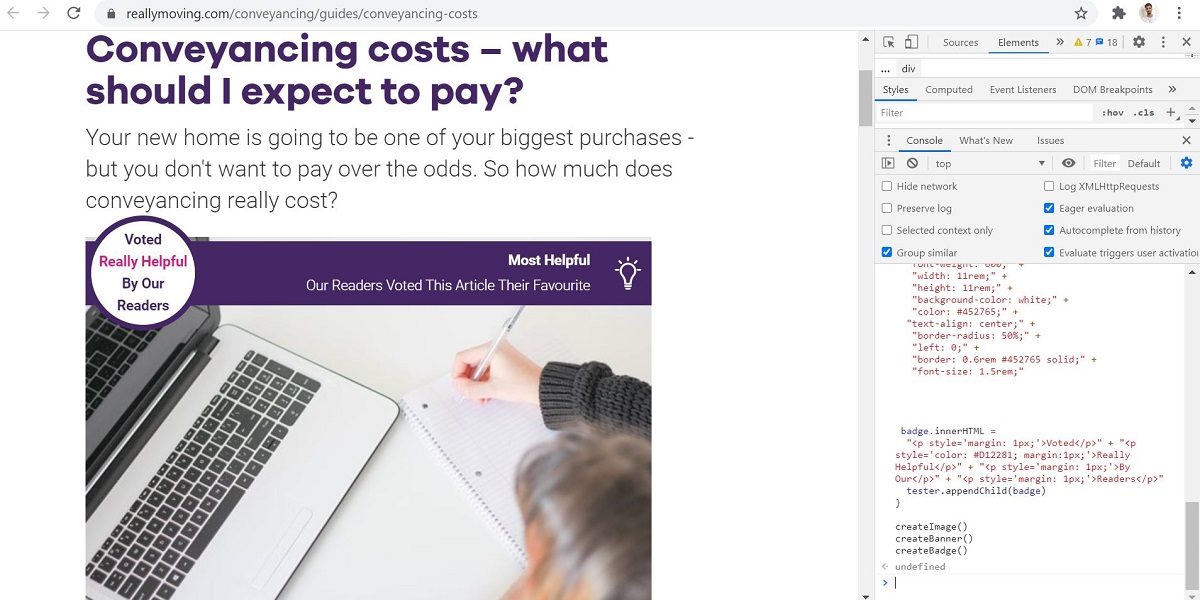 reallymoving.com/conveyancing/guides/conveyancing-costs
Conveyancing costs – what
should I expect to pay?
Your new home is going to be one of your biggest purchases -
but you don't want to pay over the odds. So how much does
conveyancing really cost?
Voted
Really Helpful
By Our
Readers
Most Helpful
Our Readers Voted This Article Their Favourite
Sources Elements » 7 18
... div
Styles Computed Event Listeners DOM Breakpoints »
Filter :hov .cls +
Console What's New Issues
top Filter Default
Hide network Log XMLHttpRequests
Preserve log Eager evaluation
Selected context only Autocomplete from history
Group similar Evaluate triggers user activation
"font-weight: 600;" +
"width: 11rem;" +
"height: 11rem;" +
"background-color: white;" +
"color: #452765;" +
"text-align: center;" +
"border-radius: 50%;" +
"left: 0;" +
"border: 0.6rem #452765 solid;" +
"font-size: 1.5rem;"
badge.innerHTML =
"<p style='margin: 1px;'>Voted</p>" + "<p
style='color: #D12281; margin:1px;'>Really
Helpful</p>" + "<p style='margin: 1px;'>By
Our</p>" + "<p style='margin: 1px;'>Readers</p>"
tester.appendChild(badge)
}
createImage()
createBanner()
createBadge()
undefined